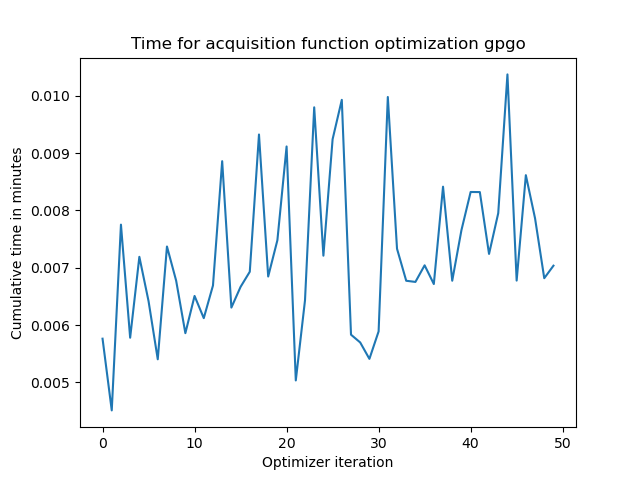 Time for acquisition function optimization gpgo
0.010
0.009
0.008
0.007
0.006
0.005
Cumulative time in minutes
0 10 20 30 40 50
Optimizer iteration